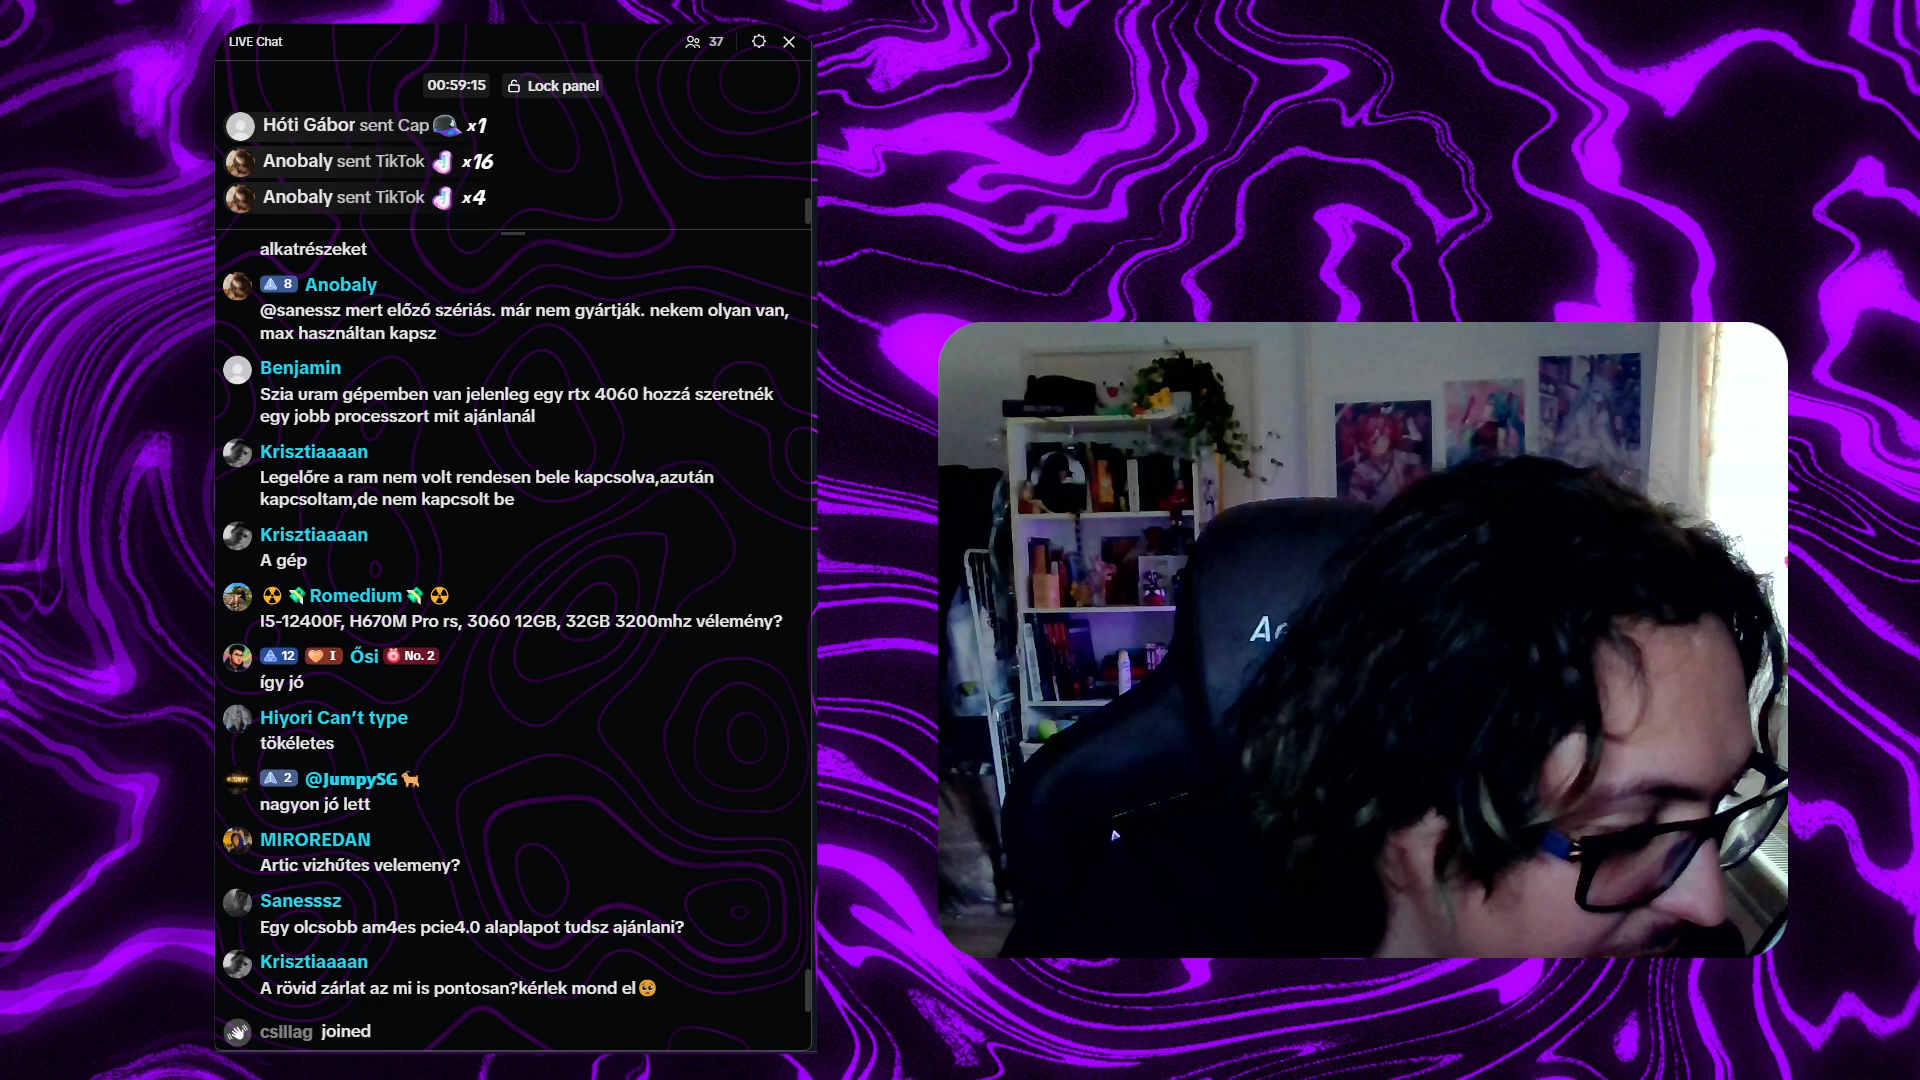 LIVE Chat
37
00:59:15
Lock panel
Hóti Gábor sent Cap x1
Anobaly sent TikTok x16
Anobaly sent TikTok x4
alkatrészeket
8 Anobaly
@sanessz mert előző szériás. már nem gyártják. nekem olyan van,
max használtan kapsz
Benjamin
Szia uram gépemben van jelenleg egy rtx 4060 hozzá szeretnék
egy jobb processzort mit ajánlanál
Krisztiaaaan
Legelőre a ram nem volt rendesen bele kapcsolva,azután
kapcsoltam,de nem kapcsolt be
Krisztiaaaan
A gép
☢️💸Romedium💸☢️
I5-12400F, H670M Pro rs, 3060 12GB, 32GB 3200mhz vélemény?
12 I Ősi No. 2
így jó
Hiyori Can’t type
tökéletes
2 @JumpySG🐕
nagyon jó lett
MIROREDAN
Artic vizhűtes velemeny?
Sanesssz
Egy olcsobb am4es pcie4.0 alaplapot tudsz ajánlani?
Krisztiaaaan
A rövid zárlat az mi is pontosan?kérlek mond el🥺
csillag joined